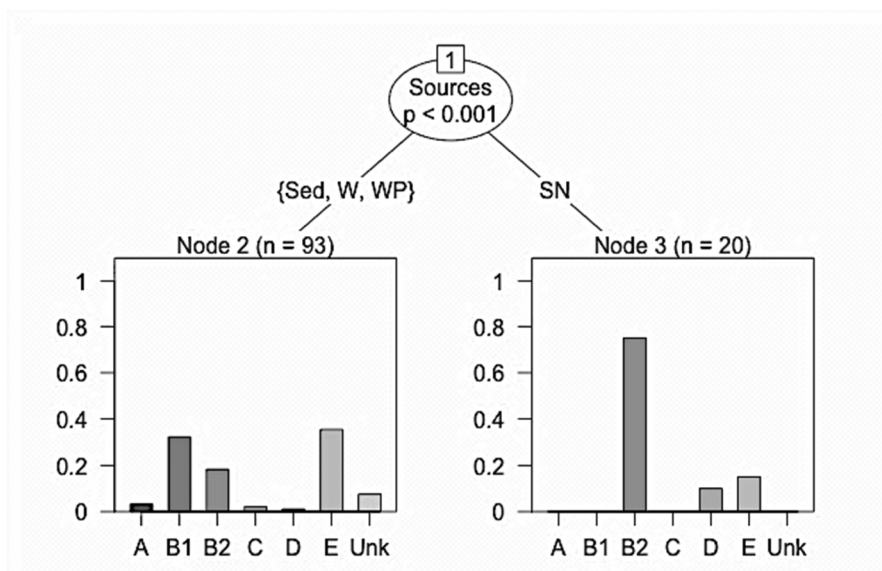 1
Sources
p < 0.001
{Sed, W, WP}
SN
Node 2 (n = 93)
1
0.8
0.6
0.4
0.2
0
A B1 B2 C D E Unk
Node 3 (n = 20)
1
0.8
0.6
0.4
0.2
0
A B1 B2 C D E Unk